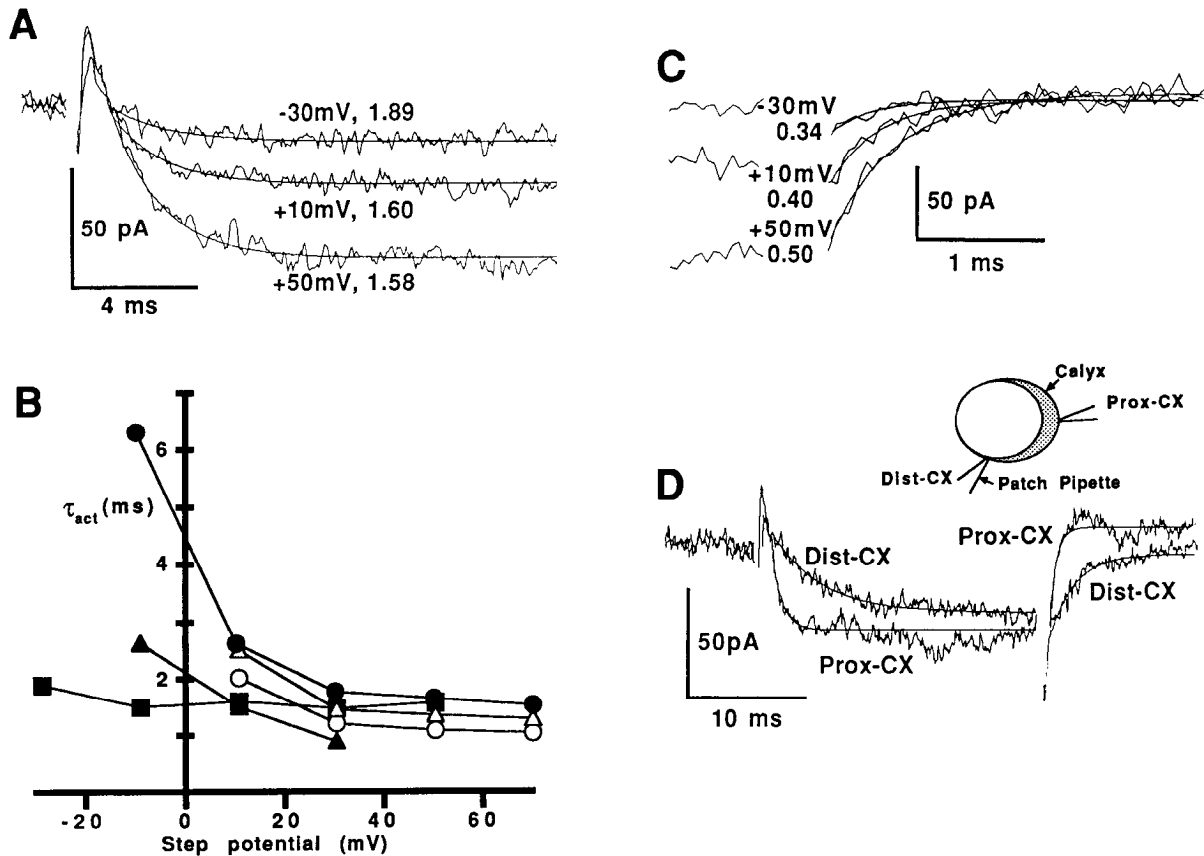 A
-30mV, 1.89
+10mV, 1.60
50 pA
+50mV, 1.58
4 ms
C
-30mV
0.34
+10mV
0.40
+50mV
0.50
50 pA
1 ms
B
6
τact(ms)
4
2
-20 0 20 40 60
Step potential (mV)
Calyx
Prox-CX
Dist-CX
Patch Pipette
D
Dist-CX
Prox-CX
50pA
10 ms
Prox-CX
Dist-CX